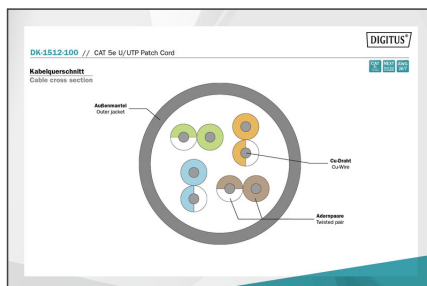 DIGITUS®
DK-1512-100 // CAT 5e U/UTP Patch Cord
Kabelquerschnitt
Cable cross section
Außenmantel
Outer jacket
Cu-Draht
Cu-Wire
Adernpaare
Twisted pair